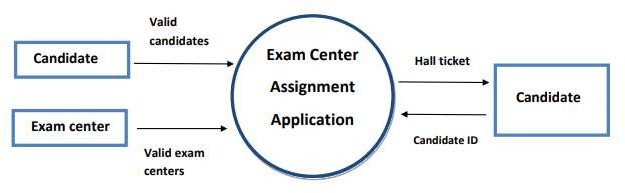 Valid
candidates
Candidate
Exam center
Valid exam
centers
Exam Center
Assignment
Application
Hall ticket
Candidate ID
Candidate